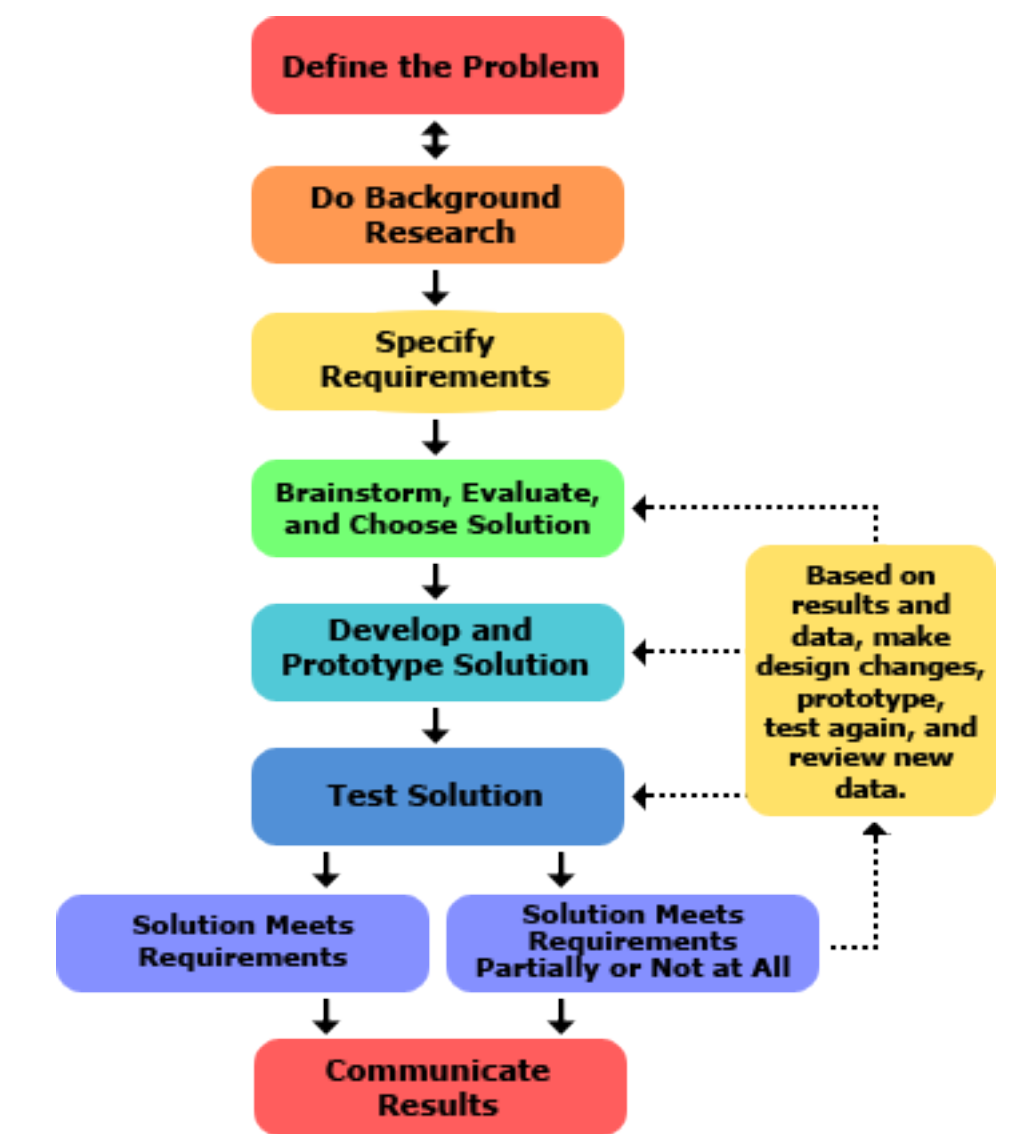 Define the Problem
Do Background
Research
Specify
Requirements
Brainstorm, Evaluate,
and Choose Solution
Develop and
Prototype Solution
Test Solution
Based on
results and
data, make
design changes,
prototype,
test again, and
review new
data.
Solution Meets
Requirements
Solution Meets
Requirements
Partially or Not at All
Communicate
Results